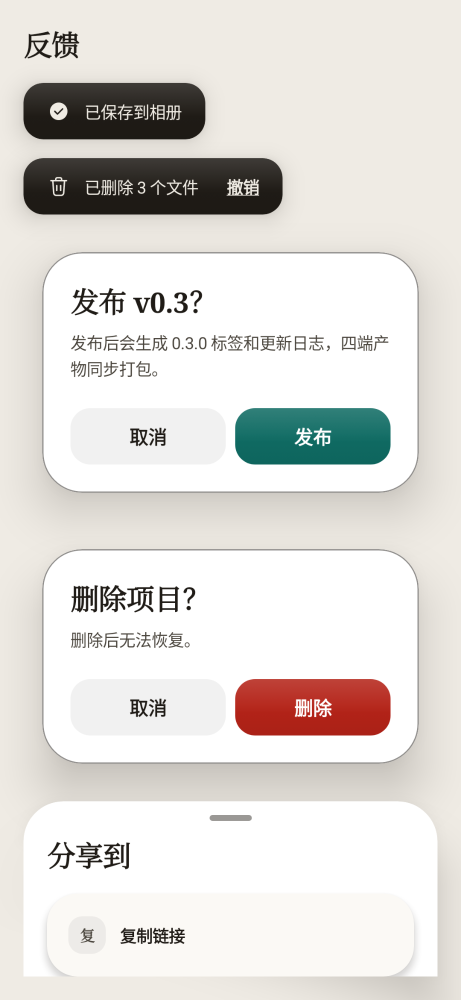 反馈
已保存到相册
已删除 3 个文件 撤销
发布 v0.3？
发布后会生成 0.3.0 标签和更新日志，四端产
物同步打包。
取消 发布
删除项目？
删除后无法恢复。
取消 删除
分享到
复 复制链接